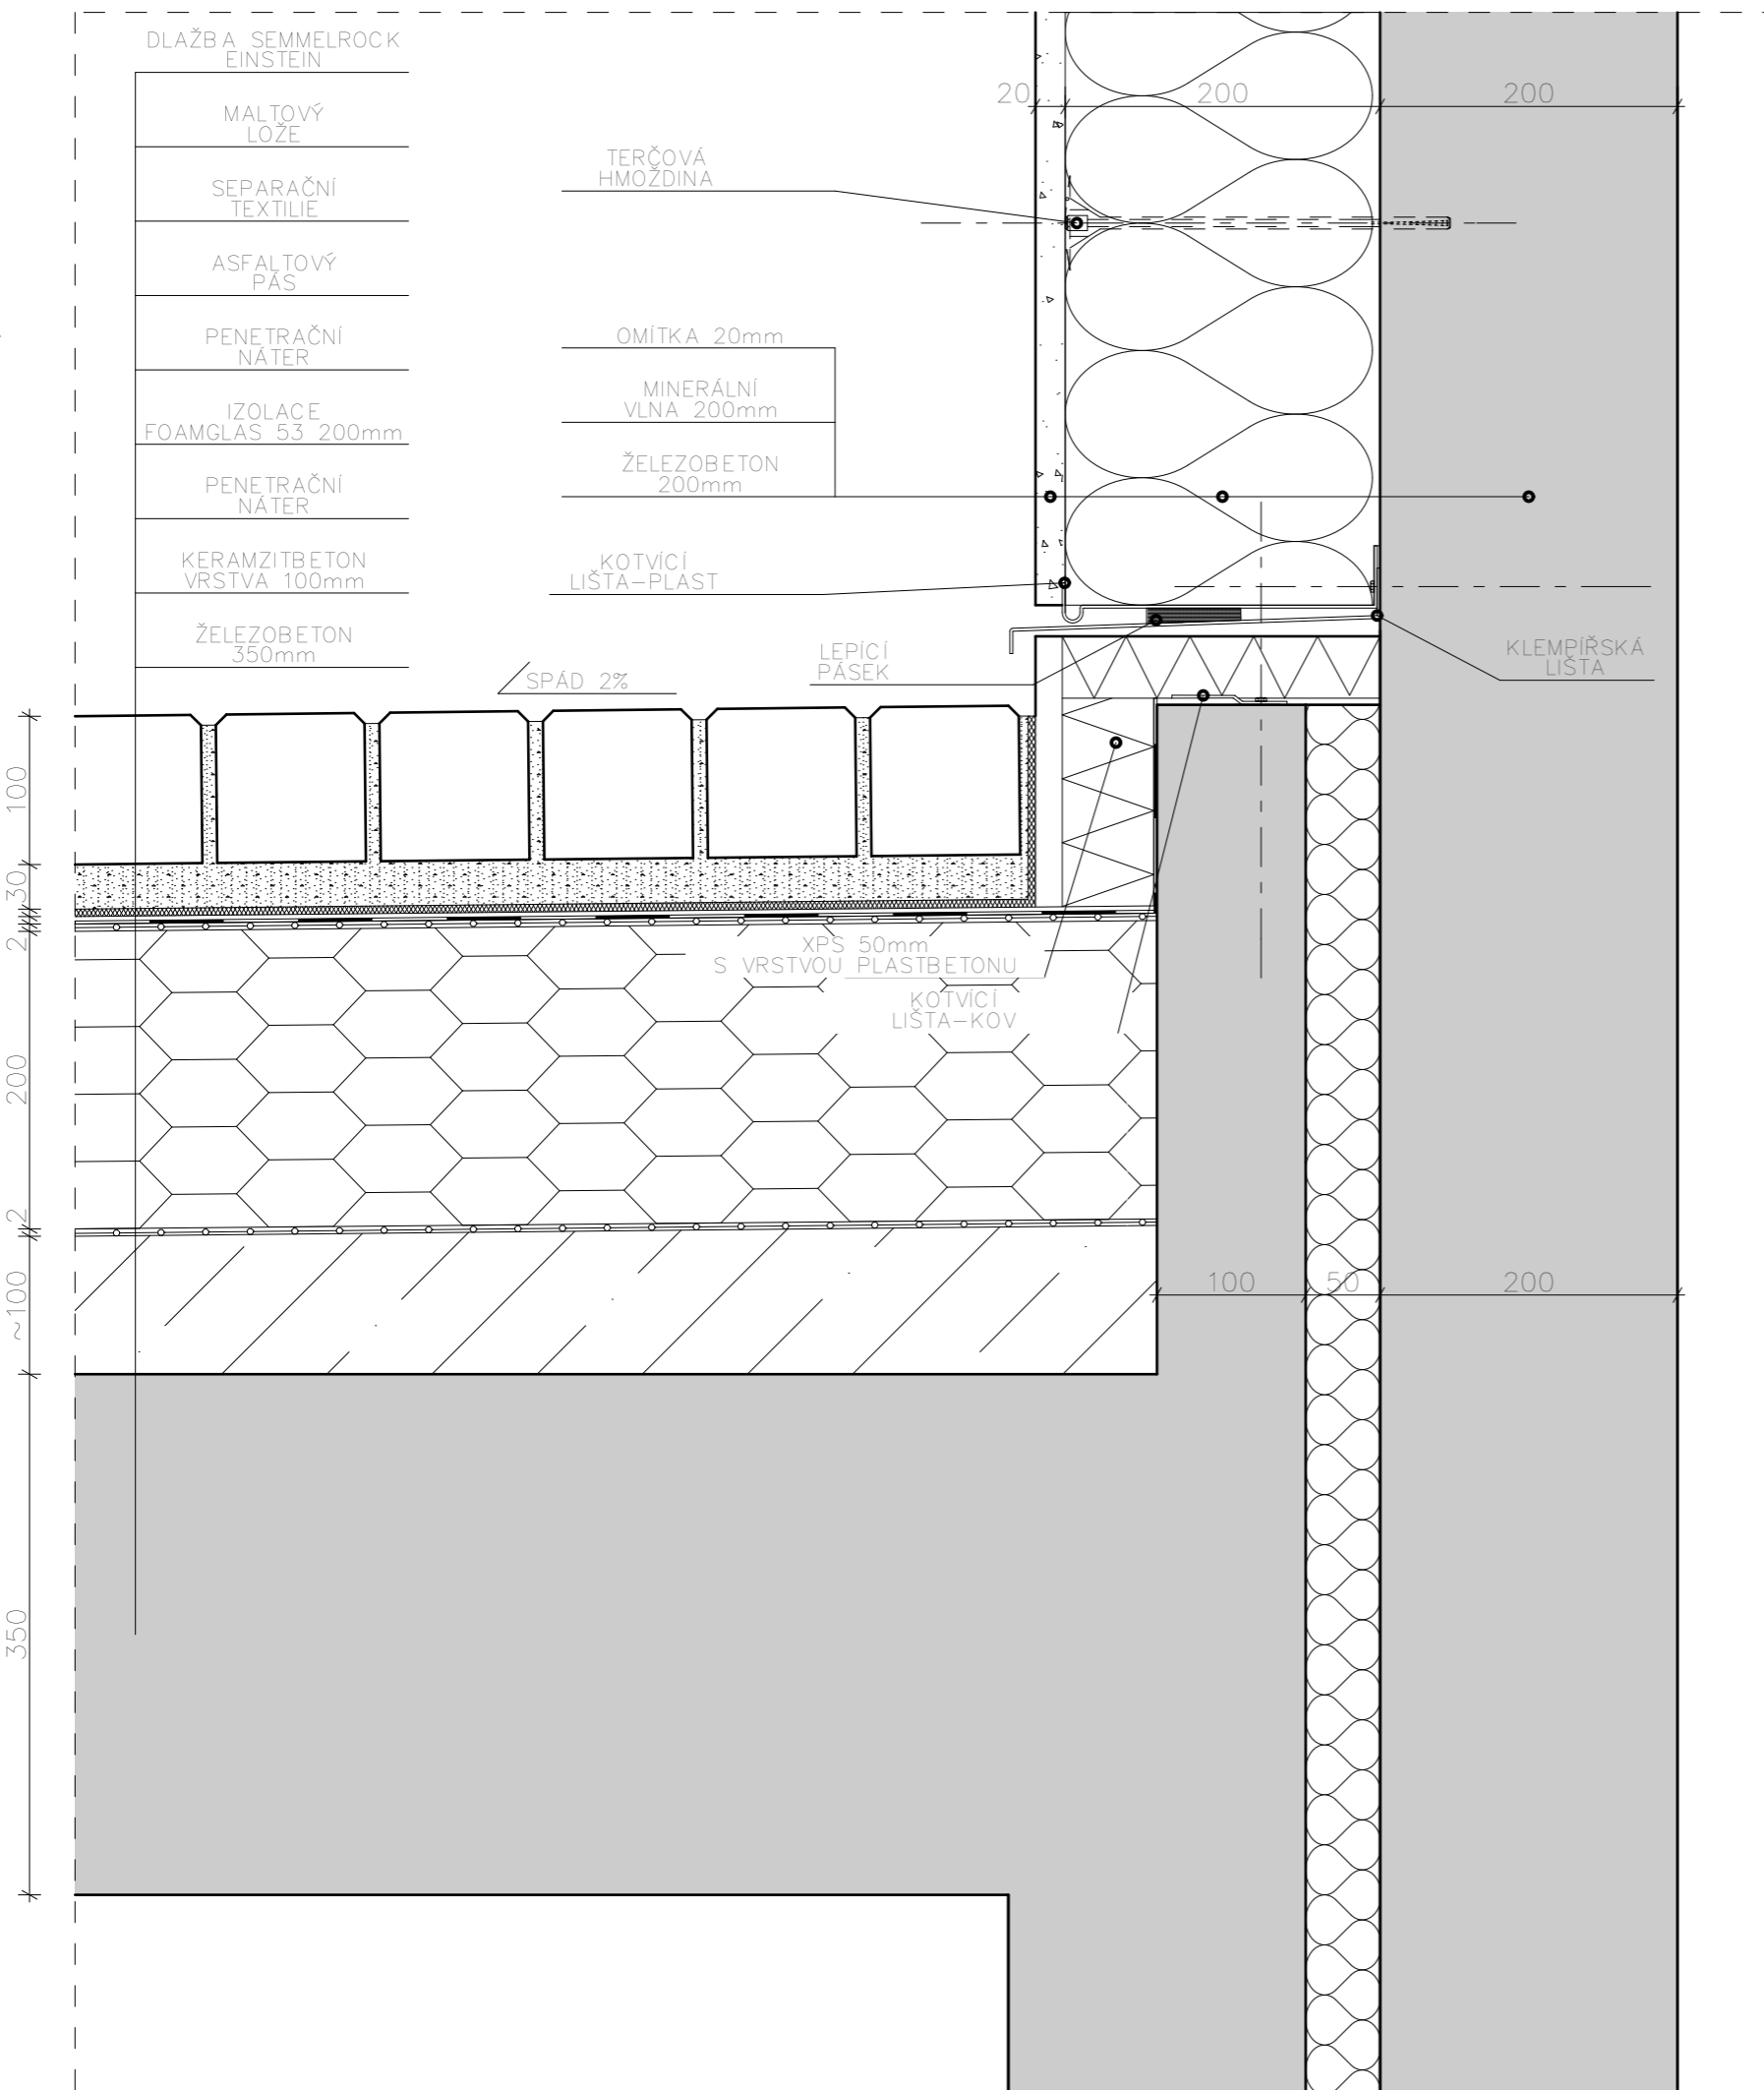 DLAŽBA SEMMELROCK
EINSTEIN
MALTOVÝ
LOŽE
SEPARAČNÍ
TEXTILIE
ASFALTOVÝ
PÁS
PENETRAČNÍ
NÁTER
IZOLACE
FOAMGLAS 53 200mm
PENETRAČNÍ
NÁTER
KERAMZITBETON
VRSTVA 100mm
ŽELEZOBETON
350mm
TERČOVÁ
HMOŽDINA
OMÍTKA 20mm
MINERÁLNÍ
VLNA 200mm
ŽELEZOBETON
200mm
KOTVÍCÍ
LIŠTA-PLAST
LEPÍCÍ
PÁSEK
SPÁD 2%
KLEMPÍŘSKÁ
LIŠTA
XPS 50mm
S VRSTVOU PLASTBETONU
KOTVÍCÍ
LIŠTA-KOV
20
200
200
100
30
2
200
2
~100
350
100
50
200